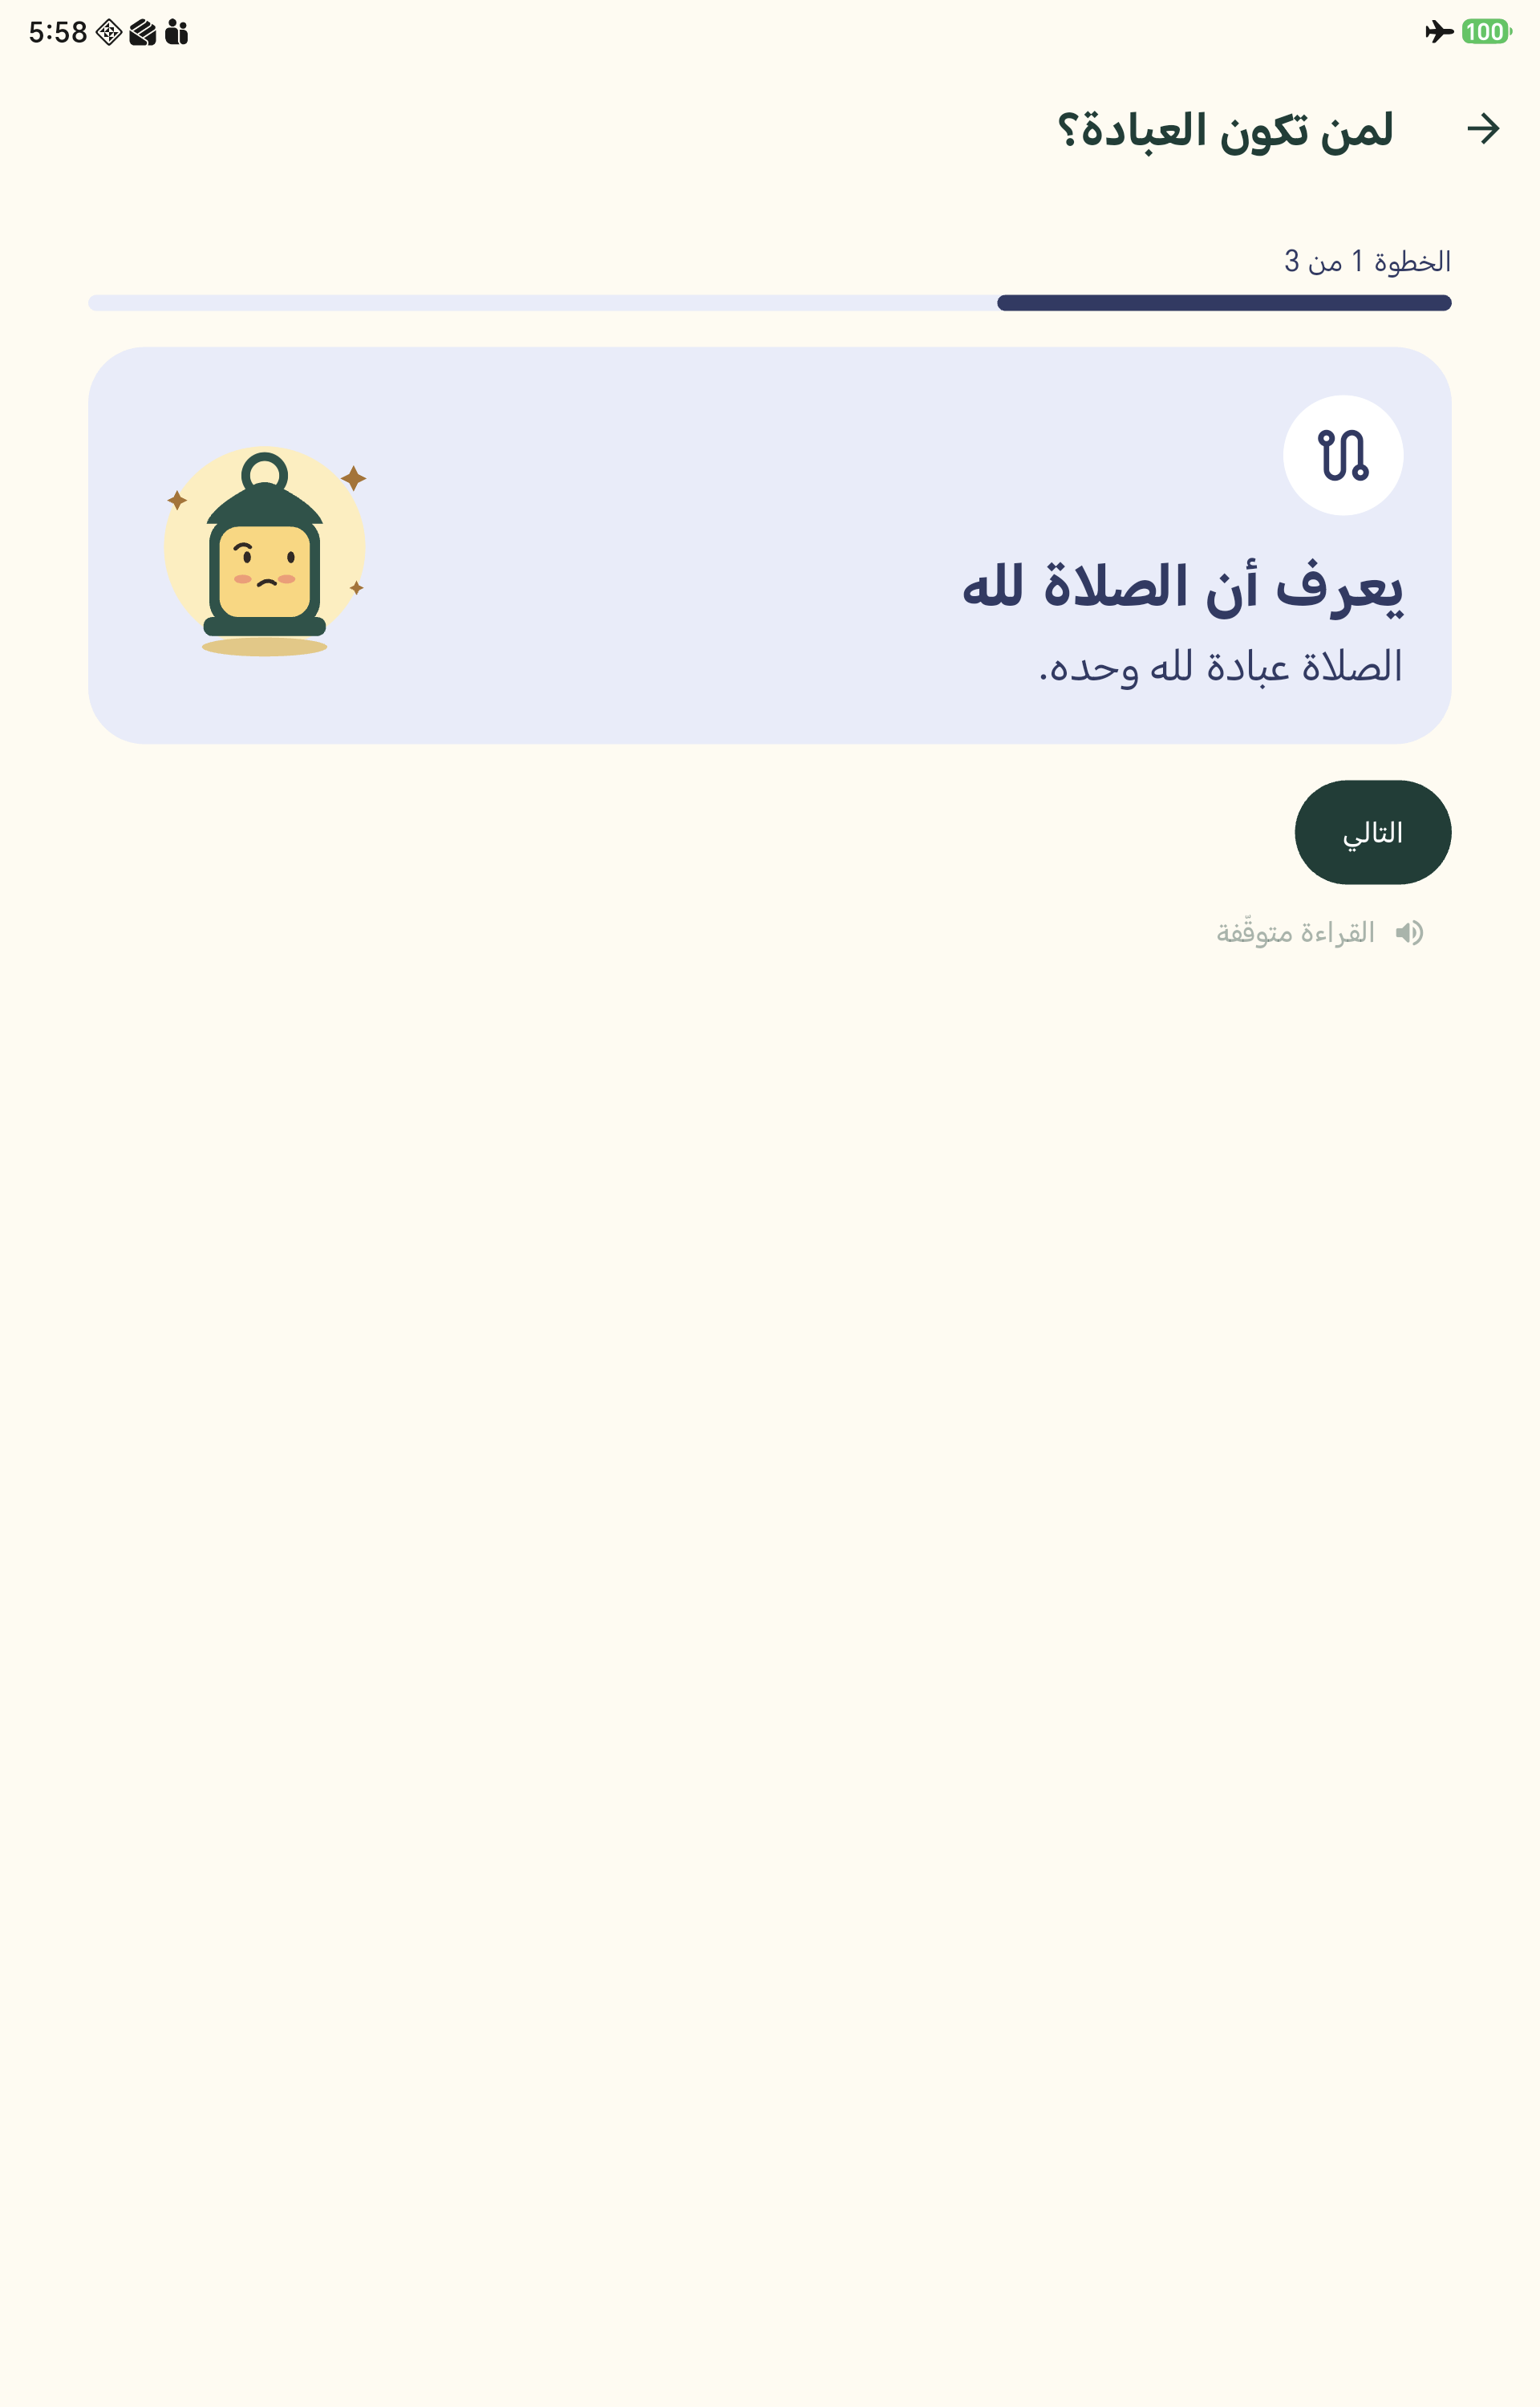 5:58
100
لمن تكون العبادة؟
الخطوة 1 من 3
يعرف أن الصلاة لله
الصلاة عبادة لله وحده.
التالي
القراءة متوقّفة